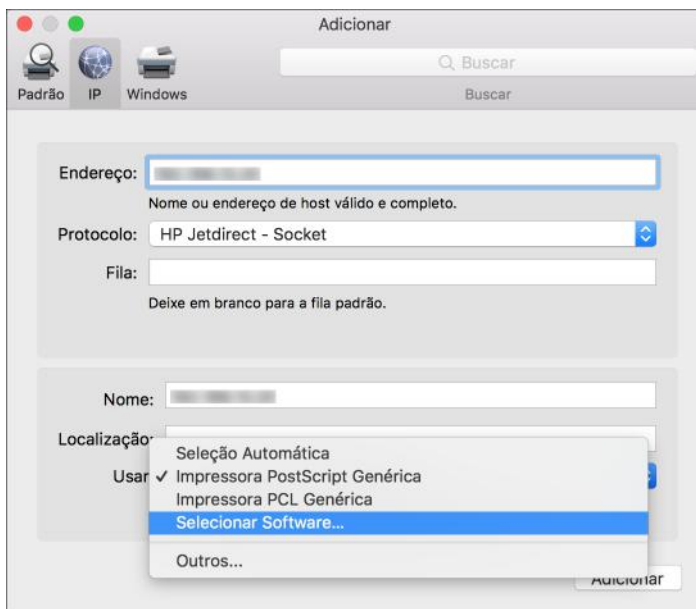 Adicionar
Buscar
Padrão IP Windows Buscar
Endereço:
Nome ou endereço de host válido e completo.
Protocolo: HP Jetdirect - Socket
Fila:
Deixe em branco para a fila padrão.
Nome:
Localização:
Seleção Automática
Usar ✓ Impressora PostScript Genérica
Impressora PCL Genérica
Selecionar Software...
Outros...
Adicionar